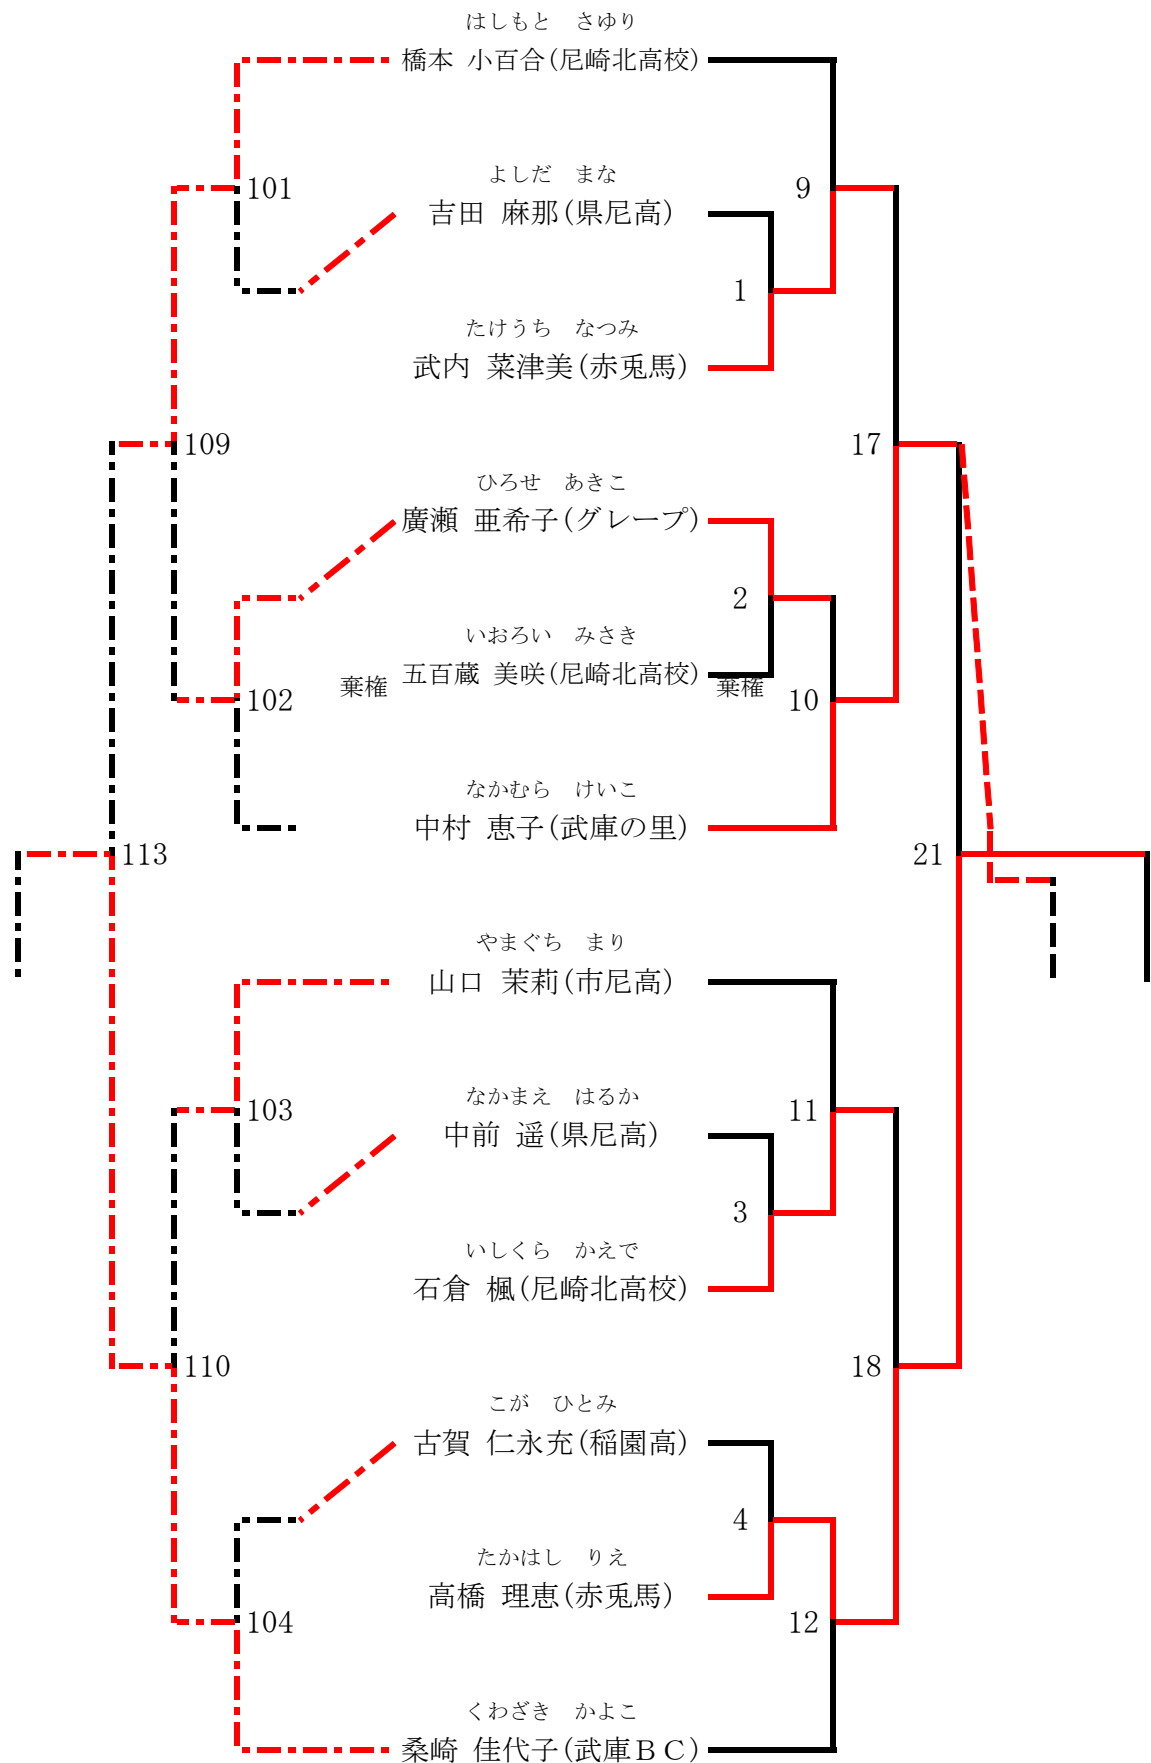 はしもと　さゆり
橋本 小百合(尼崎北高校)
よしだ　まな
101
9
吉田 麻那(県尼高)
1
たけうち　なつみ
武内 菜津美(赤兎馬)
109
17
ひろせ　あきこ
廣瀬 亜希子(グレープ)
2
いおろい　みさき
五百蔵 美咲(尼崎北高校)
棄権
棄権
102
10
なかむら　けいこ
中村 恵子(武庫の里)
113
21
やまぐち　まり
山口 茉莉(市尼高)
なかまえ　はるか
103
11
中前 遥(県尼高)
3
いしくら　かえで
石倉 楓(尼崎北高校)
110
18
こが　ひとみ
古賀 仁永充(稲園高)
4
たかはし　りえ
高橋 理恵(赤兎馬)
104
12
くわざき　かよこ
桑崎 佳代子(武庫ＢＣ)